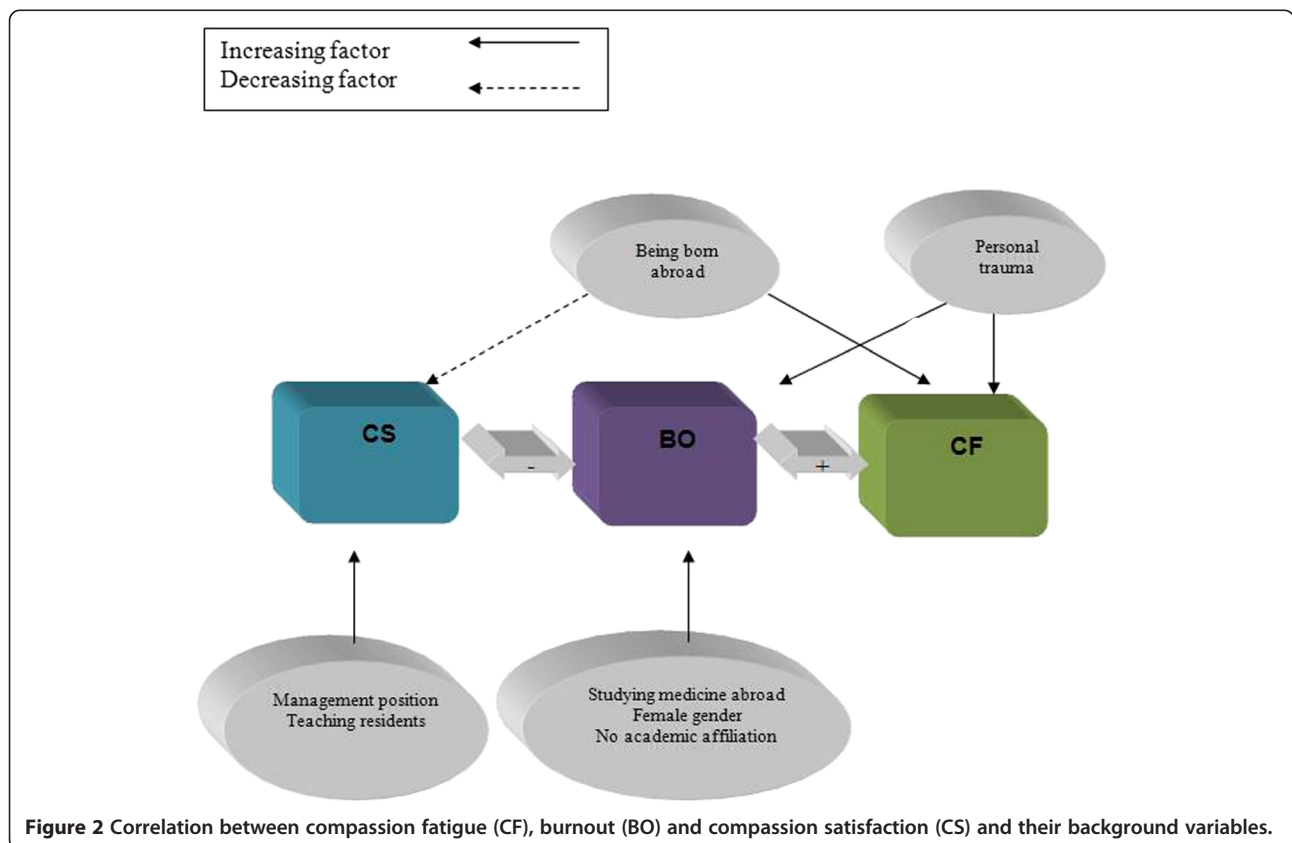 Increasing factor
Decreasing factor
Being born
abroad
Personal
trauma
CS
-
BO
+
CF
Management position
Teaching residents
Studying medicine abroad
Female gender
No academic affiliation
Figure 2 Correlation between compassion fatigue (CF), burnout (BO) and compassion satisfaction (CS) and their background variables.